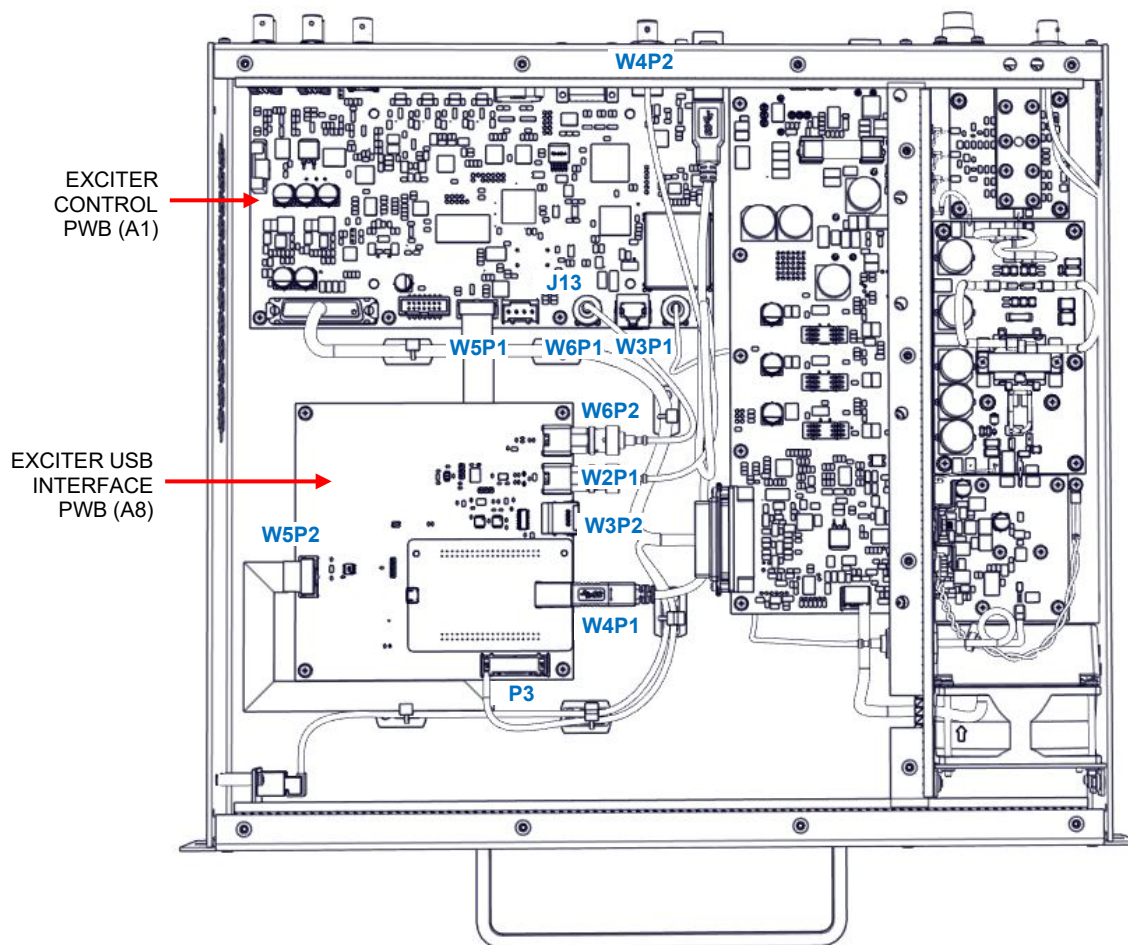 W4P2
EXCITER
CONTROL
PWB (A1)
J13
W5P1 W6P1 W3P1
W6P2
EXCITER USB
INTERFACE
PWB (A8)
W2P1
W3P2
W5P2
W4P1
P3